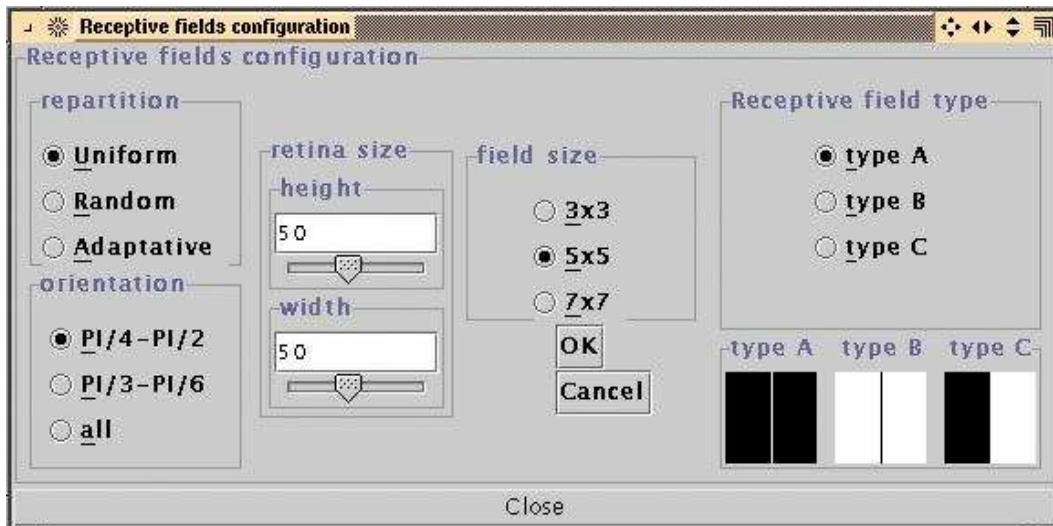 Receptive fields configuration
Receptive fields configuration
repartition
Uniform
Random
Adaptative
orientation
PI/4-PI/2
PI/3-PI/6
all
retina size
height
50
width
50
field size
3x3
5x5
7x7
OK
Cancel
Receptive field type
type A
type B
type C
type A type B type C
Close